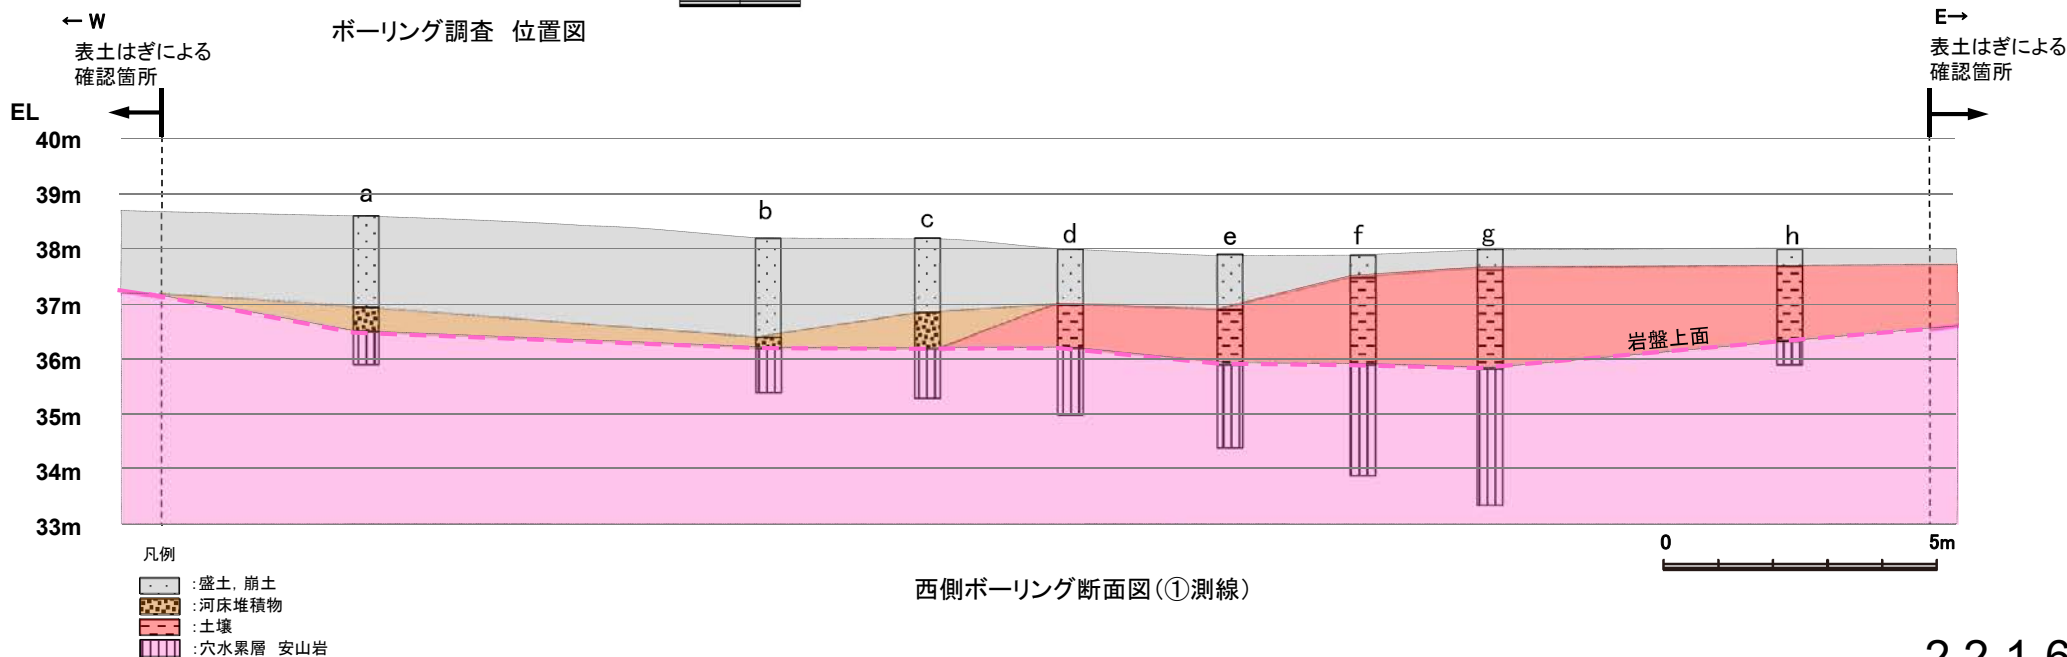 ← W
ボーリング調査 位置図
E→
表土はぎによる
確認箇所
表土はぎによる
確認箇所
EL
40m
39m
38m
37m
36m
35m
34m
33m
a
b
c
d
e
f
g
h
岩盤上面
0
5m
凡例
:盛土, 崩土
:河床堆積物
:土壌
:穴水累層 安山岩
西側ボーリング断面図(①測線)